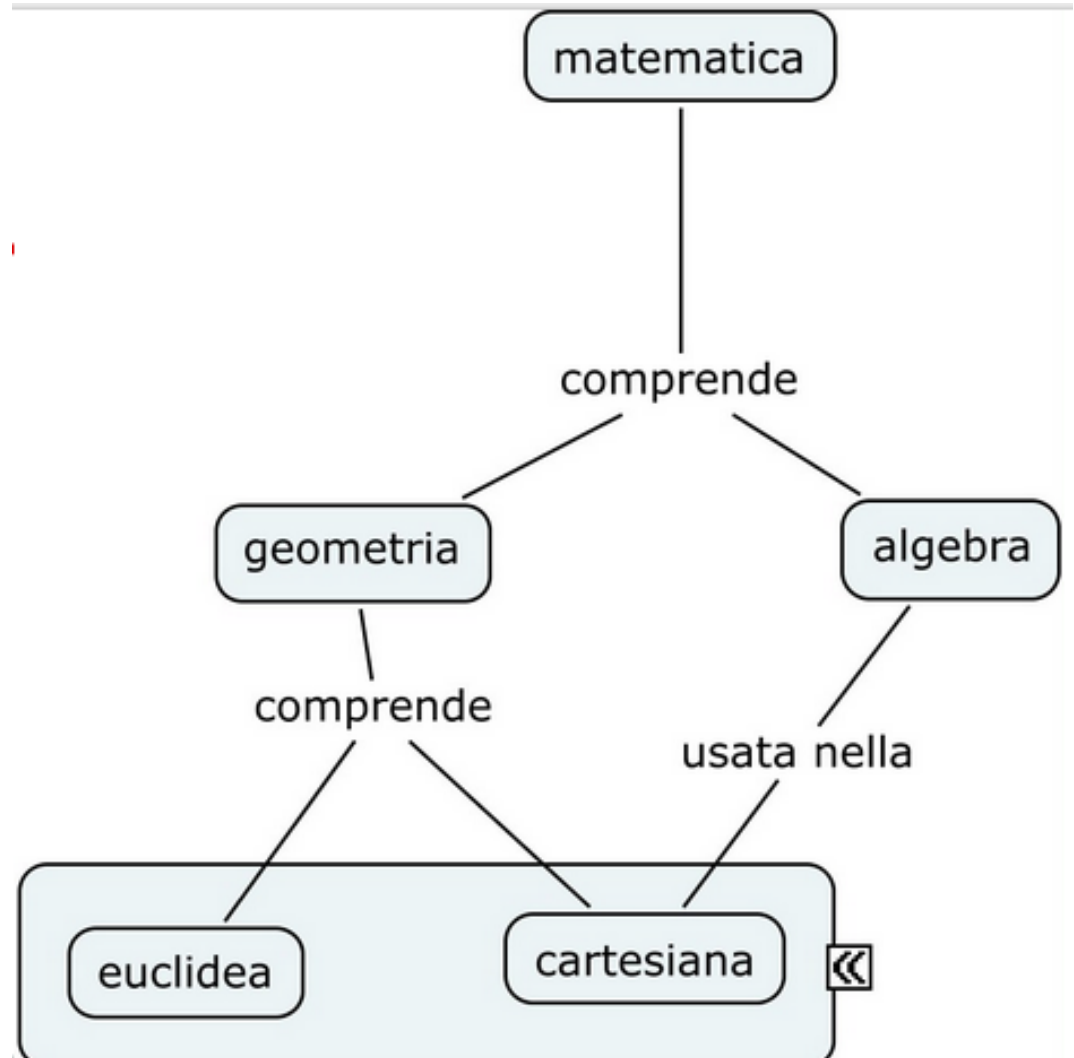 matematica
comprende
geometria
algebra
comprende
usata nella
euclidea
cartesiana